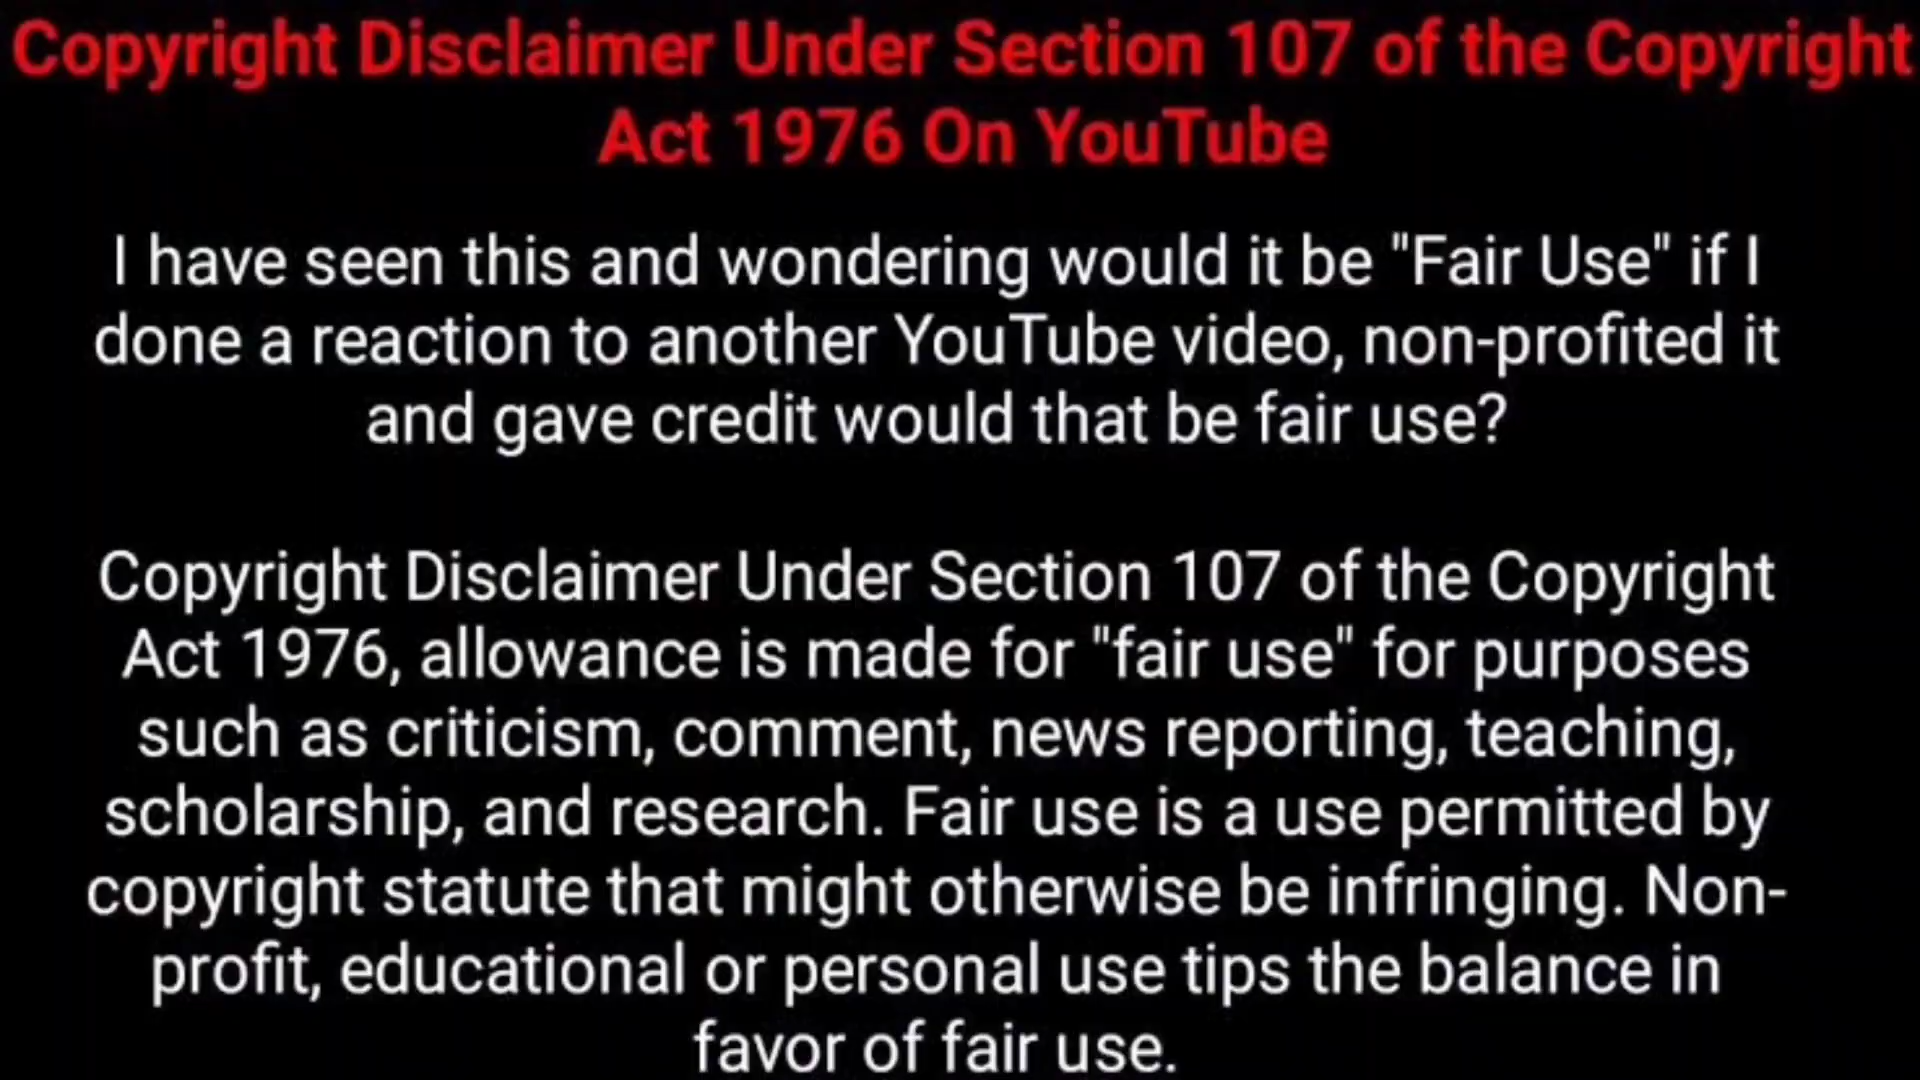 Copyright Disclaimer Under Section 107 of the Copyright
Act 1976 On YouTube
I have seen this and wondering would it be "Fair Use" if I
done a reaction to another YouTube video, non-profited it
and gave credit would that be fair use?
Copyright Disclaimer Under Section 107 of the Copyright
Act 1976, allowance is made for "fair use" for purposes
such as criticism, comment, news reporting, teaching,
scholarship, and research. Fair use is a use permitted by
copyright statute that might otherwise be infringing. Non-
profit, educational or personal use tips the balance in
favor of fair use.